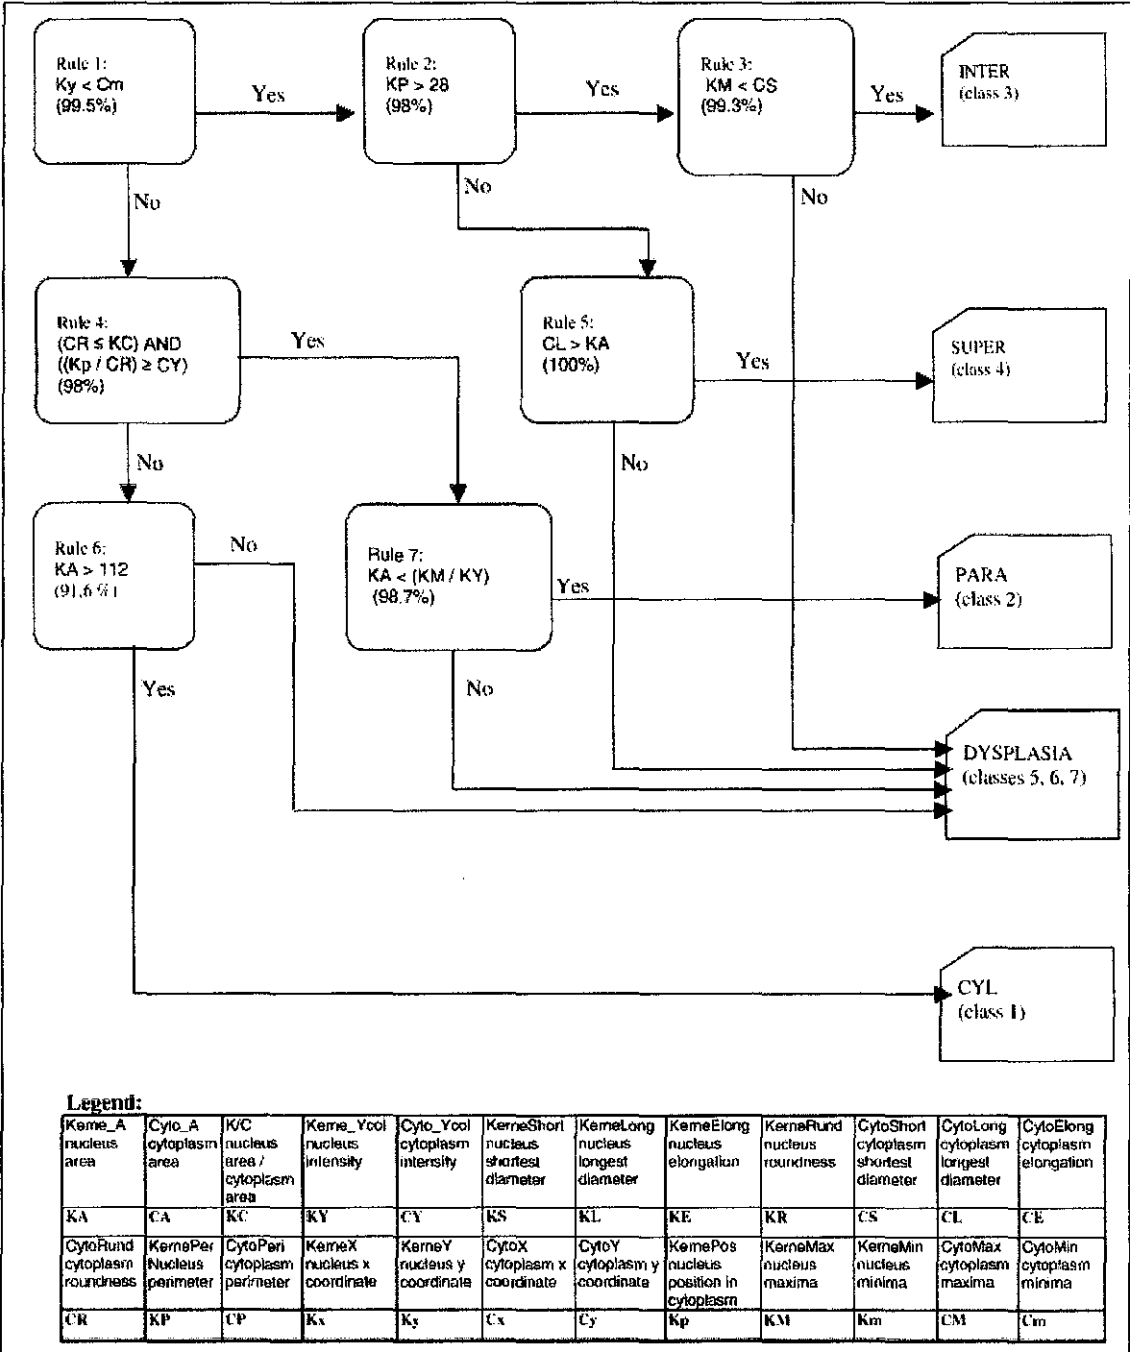 Rule 1:
Ky < Cm
(99.5%)
Yes
Rule 2:
KP > 28
(98%)
Yes
Rule 3:
KM < CS
(99.3%)
Yes
INTER
(class 3)
No
No
No
Rule 4:
(CR ≤ KC) AND
((Kp / CR) ≥ CY)
(98%)
Yes
Rule 5:
CL > KA
(100%)
Yes
SUPER
(class 4)
No
No
Rule 6:
KA > 112
(91.6%)
No
Rule 7:
KA < (KM / KY)
(98.7%)
Yes
PARA
(class 2)
Yes
No
DYSPLASIA
(classes 5, 6, 7)
CYL
(class 1)
Legend:
Kerne_A nucleus area
Cyto_A cytoplasm area
K/C nucleus area / cytoplasm area
Kerne_Ycol nucleus intensity
Cyto_Ycol cytoplasm intensity
KerneShort nucleus shortest diameter
KerneLong nucleus longest diameter
KerneElong nucleus elongation
KerneRund nucleus roundness
CytoShort cytoplasm shortest diameter
CytoLong cytoplasm longest diameter
CytoElong cytoplasm elongation
KA CA KC KY CY KS KL KE KR CS CL CE
CytoRund cytoplasm roundness
KernePer Nucleus perimeter
CytoPeri cytoplasm perimeter
KerneX nucleus x coordinate
KerneY nucleus y coordinate
CytoX cytoplasm x coordinate
CytoY cytoplasm y coordinate
KernePos nucleus position in cytoplasm
KerneMax nucleus maxima
KerneMin nucleus minima
CytoMax cytoplasm maxima
CytoMin cytoplasm minima
CR KP CP Kx Ky Cx Cy Kp KM Km CM Cm